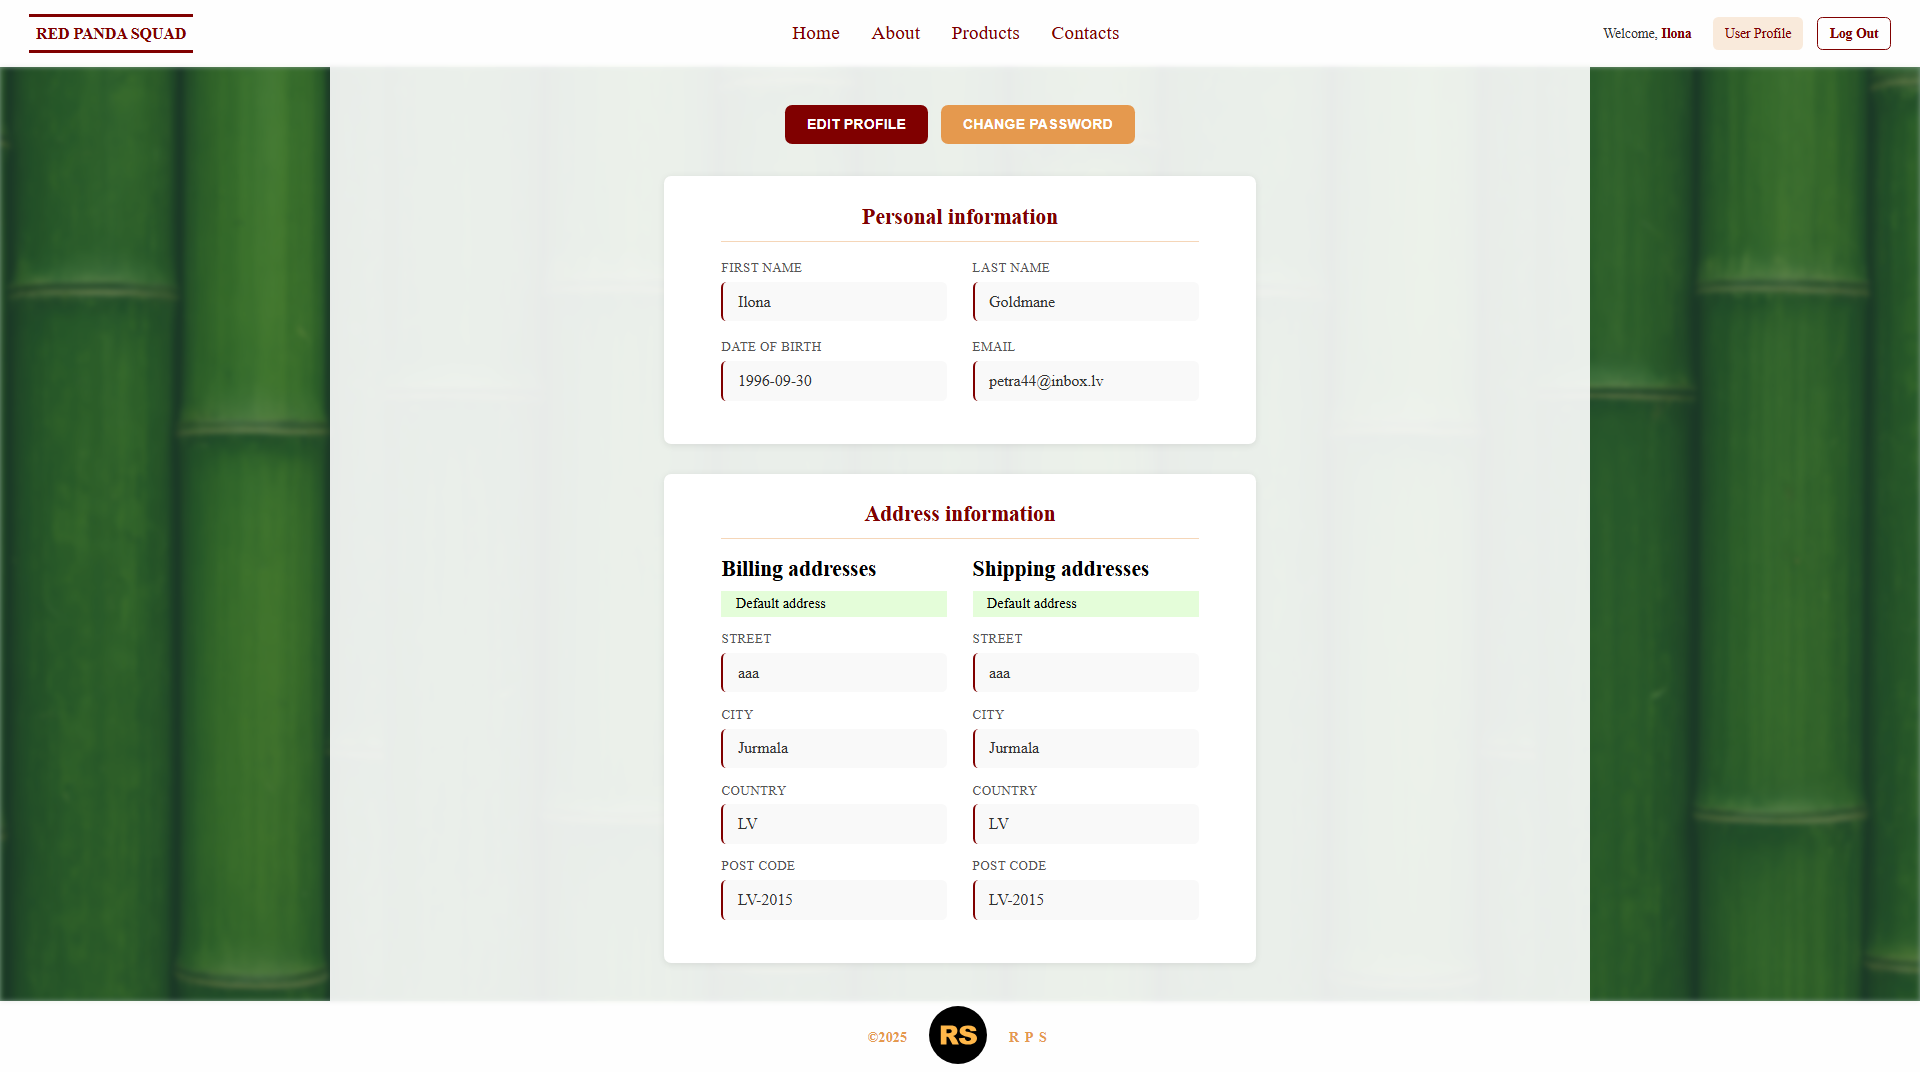 RED PANDA SQUAD
Home About Products Contacts
Welcome, Ilona User Profile Log Out
EDIT PROFILE CHANGE PASSWORD
Personal information
FIRST NAME LAST NAME
Ilona Goldmane
DATE OF BIRTH EMAIL
1996-09-30 petra44@inbox.lv
Address information
Billing addresses Shipping addresses
Default address Default address
STREET STREET
aaa aaa
CITY CITY
Jurmala Jurmala
COUNTRY COUNTRY
LV LV
POST CODE POST CODE
LV-2015 LV-2015
©2025 RS R P S